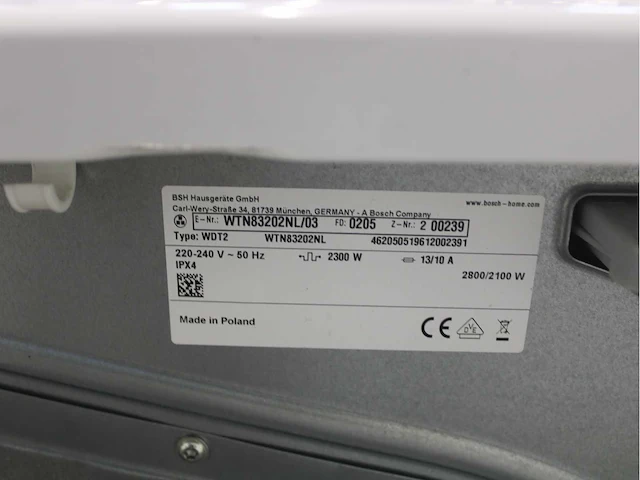 BSH Hausgeräte GmbH
Carl-Wery-Straße 34, 81739 München, GERMANY - A Bosch Company
www.bosch-home.com
E-Nr.: WTN83202NL/03 FD: 0205 Z-Nr.: 2 00239
Type: WDT2 WTN83202NL 462050519612002391
220-240 V ~ 50 Hz 2300 W 13/10 A
IPX4
2800/2100 W
Made in Poland
CE DVE